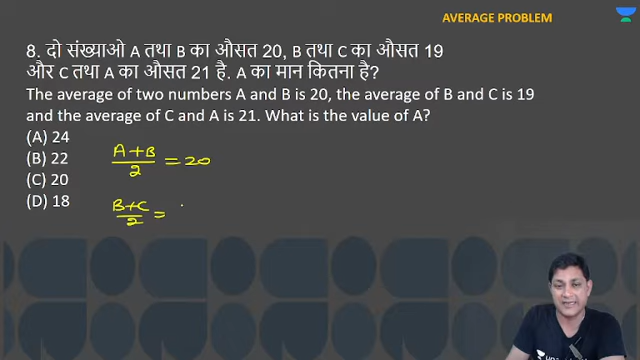 AVERAGE PROBLEM
8. दो संख्याओ A तथा B का औसत 20, B तथा C का औसत 19
और C तथा A का औसत 21 है. A का मान कितना है?
The average of two numbers A and B is 20, the average of B and C is 19
and the average of C and A is 21. What is the value of A?
(A) 24
(B) 22
(C) 20
(D) 18
A+B/2 = 20
B+C/2 =